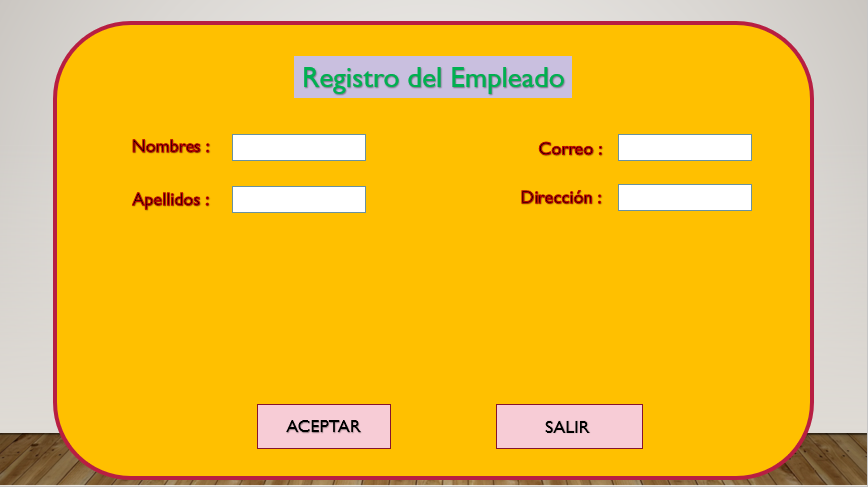 Registro del Empleado
Nombres :
Correo :
Apellidos :
Dirección :
ACEPTAR
SALIR